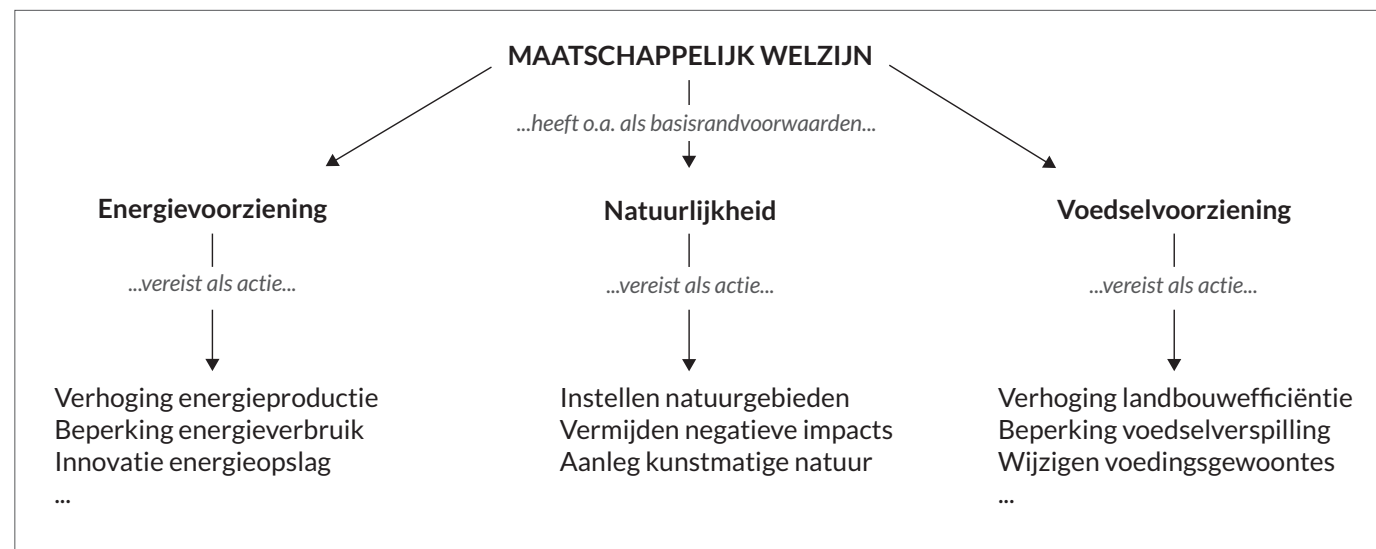 MAATSCHAPPELIJK WELZIJN
...heeft o.a. als basisrandvoorwaarden...
Energievoorziening
...vereist als actie...
Verhoging energieproductie
Beperking energieverbruik
Innovatie energieopslag
...
Natuurlijkheid
...vereist als actie...
Instellen natuurgebieden
Vermijden negatieve impacts
Aanleg kunstmatige natuur
Voedselvoorziening
...vereist als actie...
Verhoging landbouwefficiëntie
Beperking voedselverspilling
Wijzigen voedingsgewoontes
...